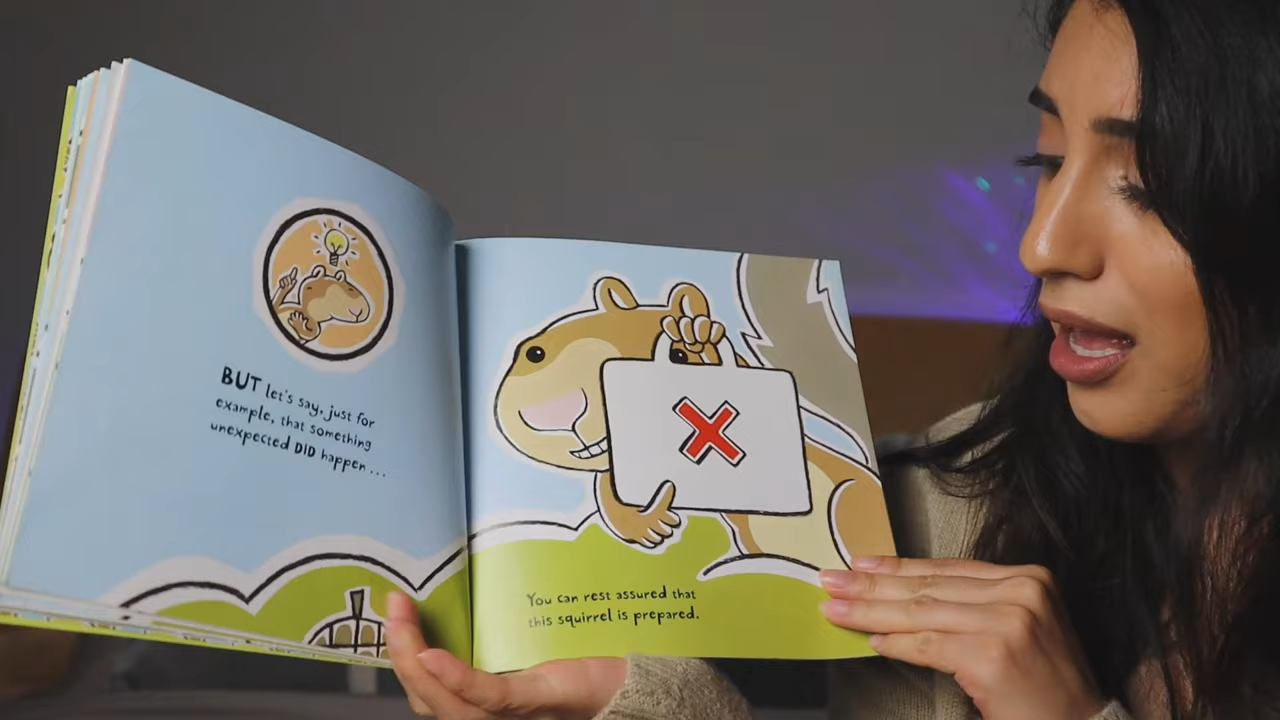 BUT let's say, just for
example, that something
unexpected DID happen...
You can rest assured that
this squirrel is prepared.